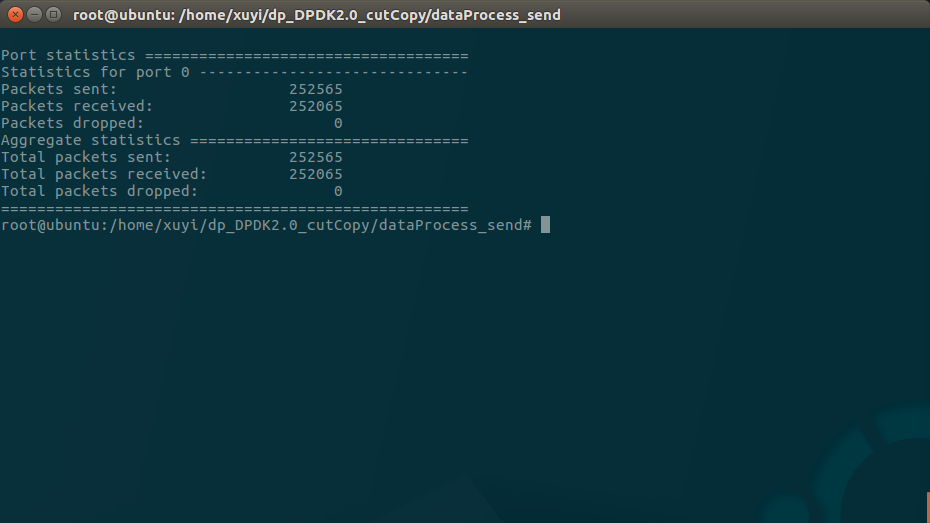 root@ubuntu: /home/xuyi/dp_DPDK2.0_cutCopy/dataProcess_send
Port statistics ====================================
Statistics for port 0 ------------------------------
Packets sent:                   252565
Packets received:               252065
Packets dropped:                     0
Aggregate statistics ===============================
Total packets sent:             252565
Total packets received:         252065
Total packets dropped:               0
====================================================
root@ubuntu:/home/xuyi/dp_DPDK2.0_cutCopy/dataProcess_send#